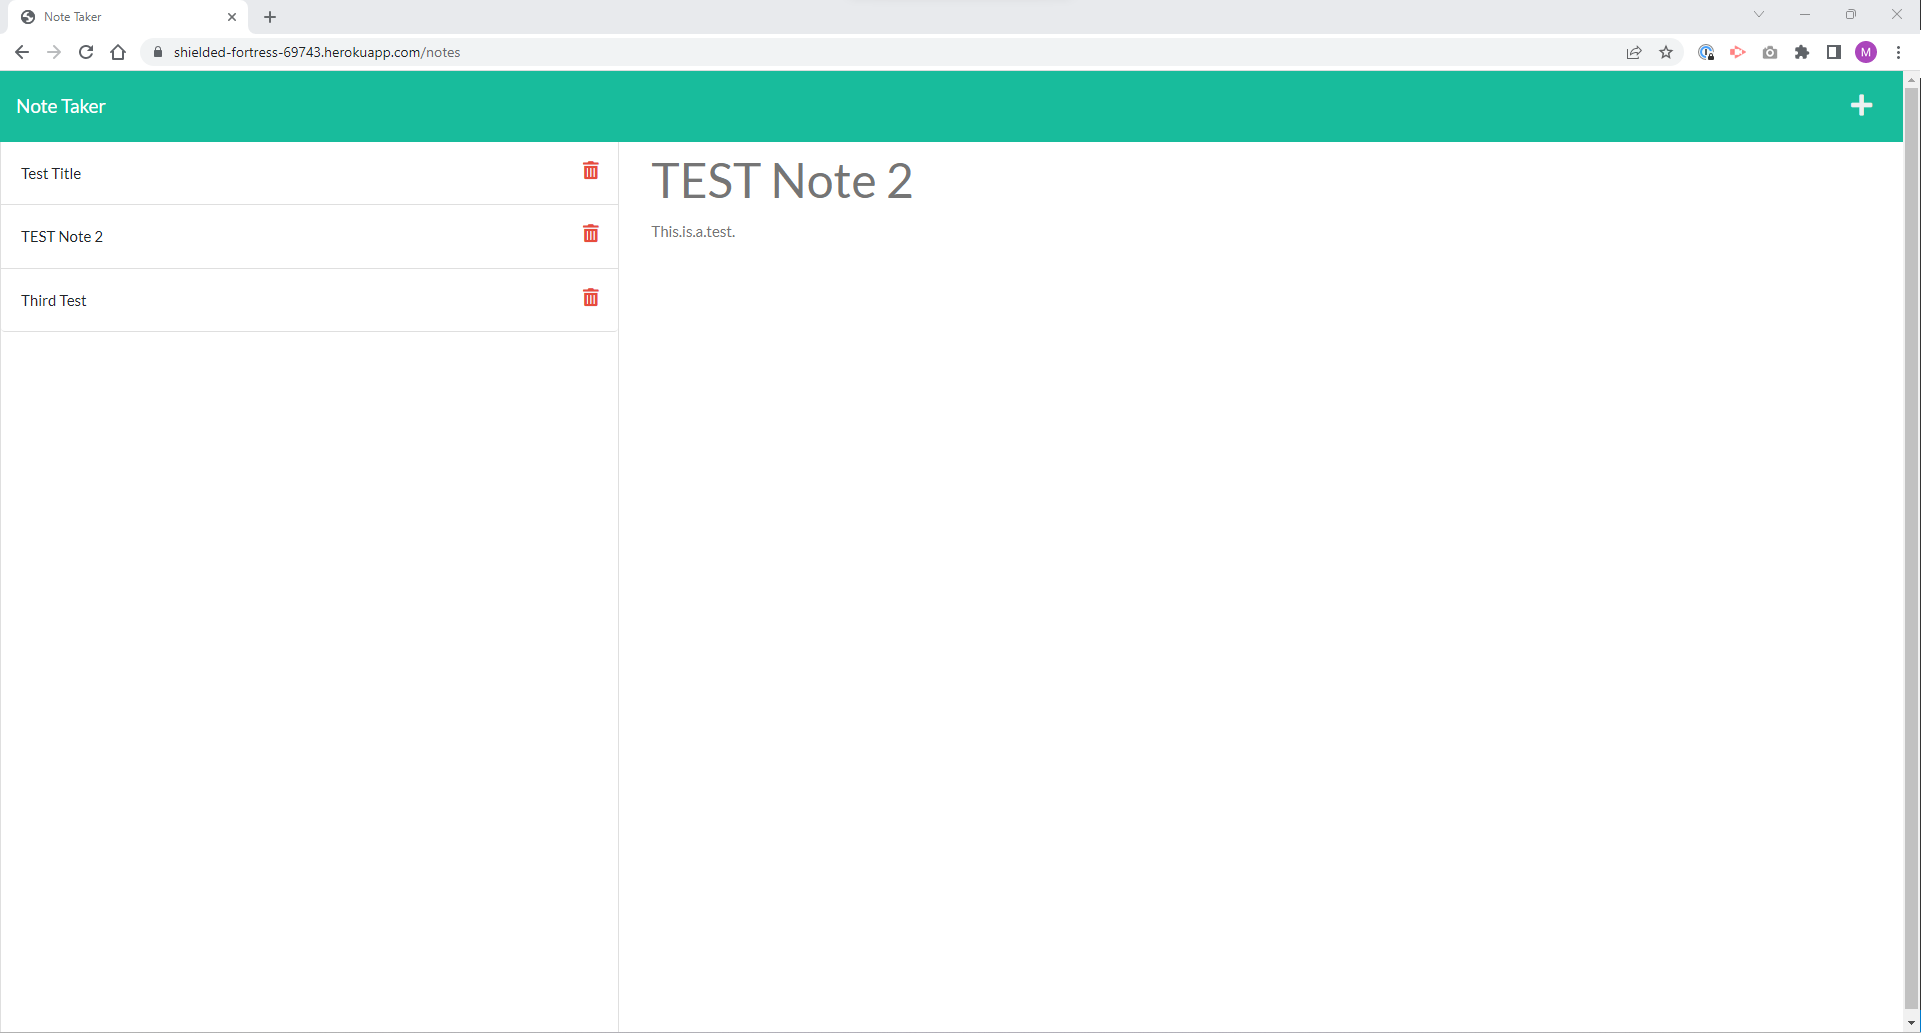 Note Taker
shielded-fortress-69743.herokuapp.com/notes
M
Note Taker
Test Title
TEST Note 2
Third Test
TEST Note 2
This.is.a.test.